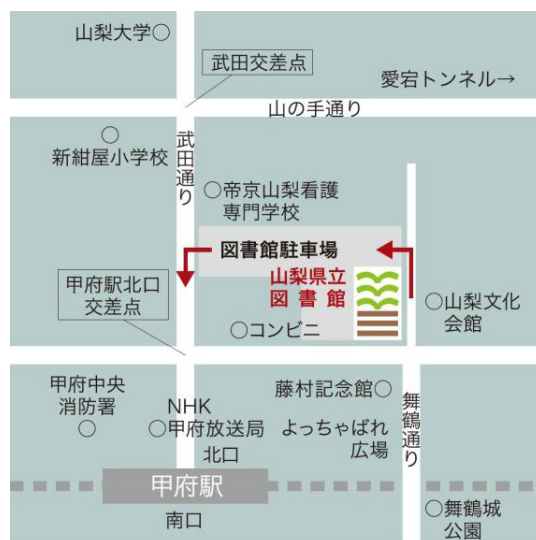 山梨大学
武田交差点
愛宕トンネル→
山の手通り
新紺屋小学校
武田通り
帝京山梨看護
専門学校
図書館駐車場
山梨県立
図書館
甲府駅北口
交差点
コンビニ
山梨文化
会館
甲府中央
消防署
NHK
甲府放送局
藤村記念館
よっちゃばれ
広場
舞鶴通り
北口
甲府駅
南口
舞鶴城
公園